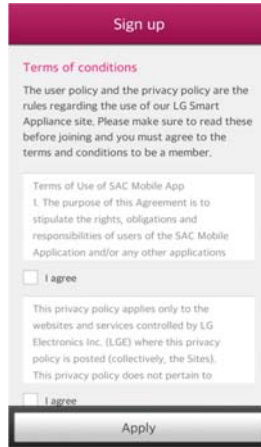 Sign up
Terms of conditions
The user policy and the privacy policy are the
rules regarding the use of our LG Smart
Appliance site. Please make sure to read these
before joining and you must agree to the
terms and conditions to be a member.
Terms of Use of SAC Mobile App
1. The purpose of this Agreement is to
stipulate the rights, obligations and
responsibilities of users of the SAC Mobile
Application and/or any other applications
I agree
This privacy policy applies only to the
websites and services controlled by LG
Electronics Inc. (LGE) where this privacy
policy is posted (collectively, the Sites).
This privacy policy does not pertain to
I agree
Apply